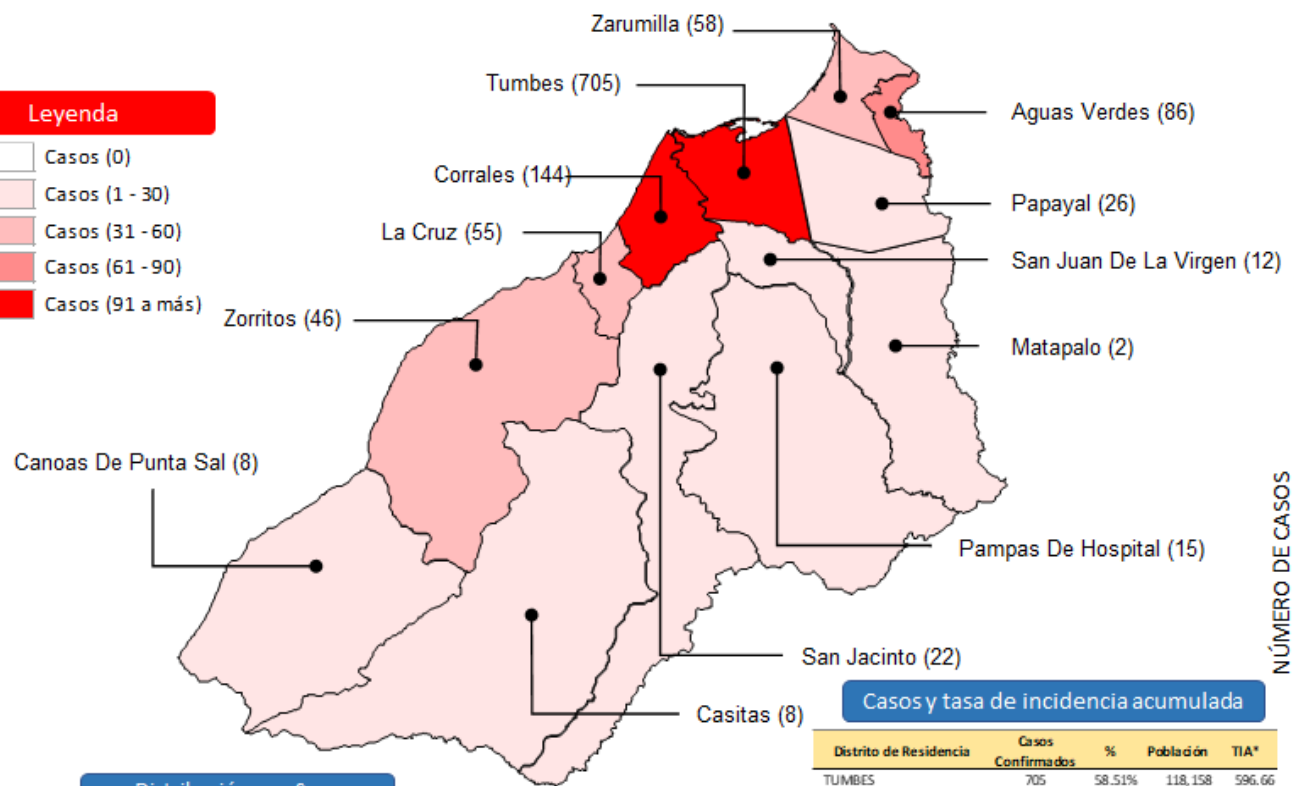 Zarumilla (58)
Tumbes (705)
Leyenda
Aguas Verdes (86)
Casos (0)
Corrales (144)
Casos (1 - 30)
Papayal (26)
La Cruz (55)
Casos (31 - 60)
San Juan De La Virgen (12)
Casos (61 - 90)
Casos (91 a más)
Zorritos (46)
Matapalo (2)
Canoas De Punta Sal (8)
NÚMERO DE CASOS
Pampas De Hospital (15)
San Jacinto (22)
Casitas (8)
Casos y tasa de incidencia acumulada
Distrito de Residencia Casos Confirmados % Población TIA*
TUMBES 705 58.51% 118,158 596.66